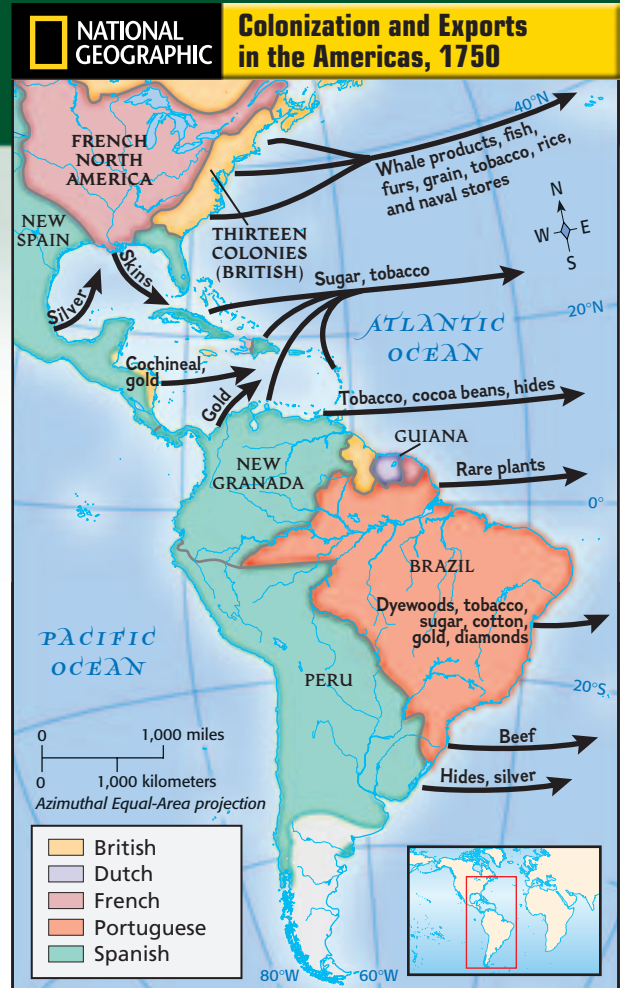 NATIONAL
GEOGRAPHIC
Colonization and Exports
in the Americas, 1750
40°N
FRENCH
NORTH
AMERICA
Whale products, fish,
furs, grain, tobacco, rice,
and naval stores
N
W
E
S
NEW
SPAIN
THIRTEEN
COLONIES
(BRITISH)
Skins
Silver
Sugar, tobacco
20°N
ATLANTIC
OCEAN
Cochineal,
gold
Gold
Tobacco, cocoa beans, hides
GUIANA
NEW
GRANADA
Rare plants
0°
BRAZIL
Dyewoods, tobacco,
sugar, cotton,
gold, diamonds
PACIFIC
OCEAN
PERU
20°S
0
1,000 miles
0
1,000 kilometers
Azimuthal Equal-Area projection
Beef
Hides, silver
British
Dutch
French
Portuguese
Spanish
80°W
60°W